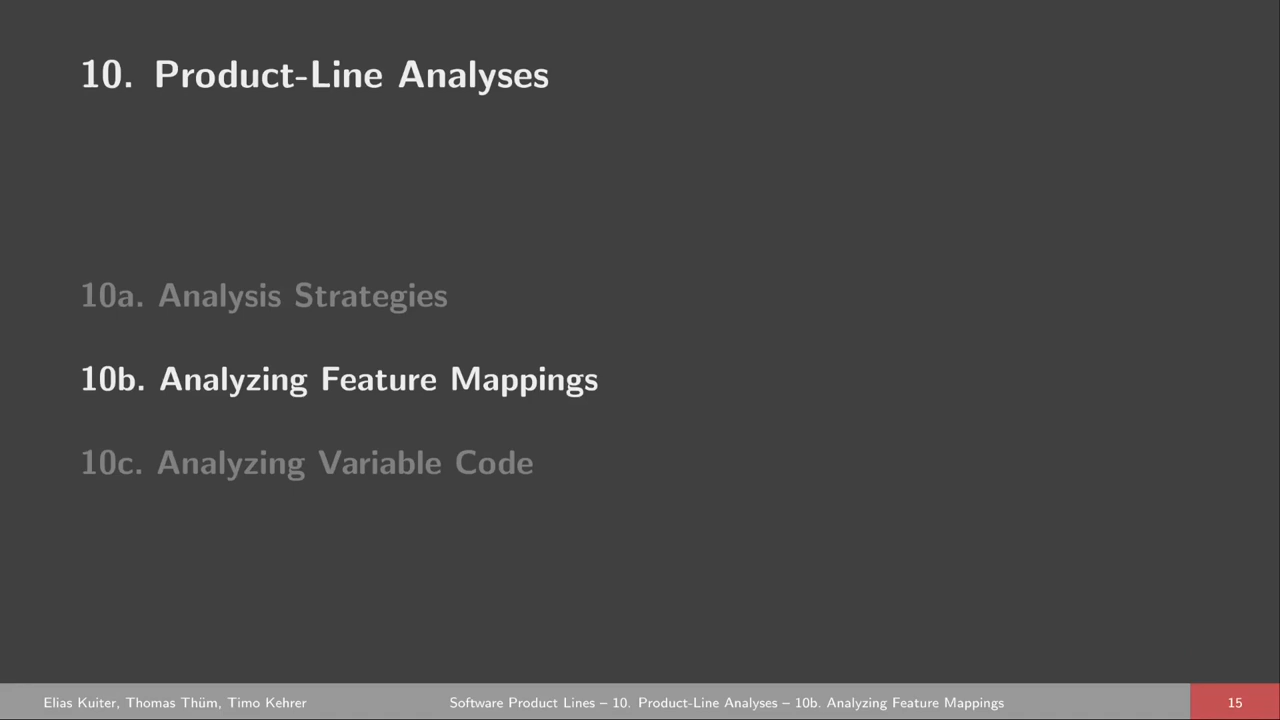 10. Product-Line Analyses
10a. Analysis Strategies
10b. Analyzing Feature Mappings
10c. Analyzing Variable Code
Elias Kuiter, Thomas Thüm, Timo Kehrer
Software Product Lines – 10. Product-Line Analyses – 10b. Analyzing Feature Mappings
15